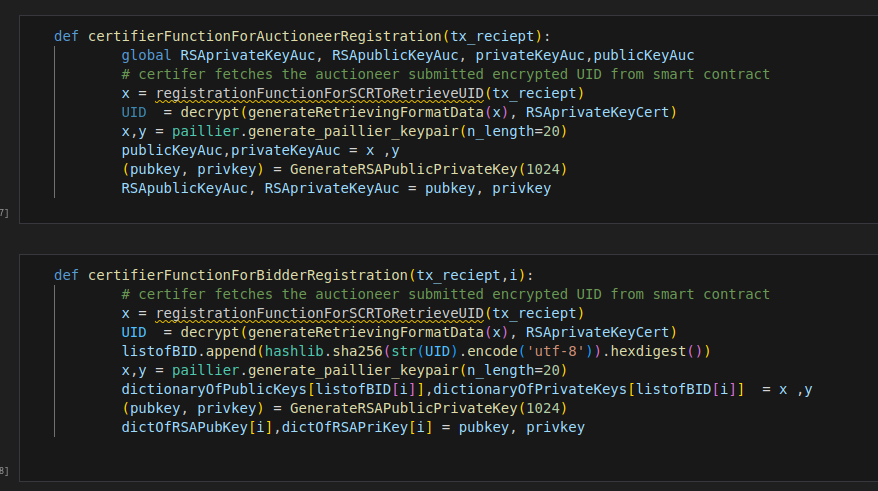 def certifierFunctionForAuctioneerRegistration(tx_reciept):
global RSAprivateKeyAuc, RSApublicKeyAuc, privateKeyAuc,publicKeyAuc
# certifer fetches the auctioneer submitted encrypted UID from smart contract
x = registrationFunctionForSCRToRetrieveUID(tx_reciept)
UID  = decrypt(generateRetrievingFormatData(x), RSAprivateKeyCert)
x,y = paillier.generate_paillier_keypair(n_length=20)
publicKeyAuc,privateKeyAuc = x ,y
(pubkey, privkey) = GenerateRSAPublicPrivateKey(1024)
RSApublicKeyAuc, RSAprivateKeyAuc = pubkey, privkey
7]
def certifierFunctionForBidderRegistration(tx_reciept,i):
# certifer fetches the auctioneer submitted encrypted UID from smart contract
x = registrationFunctionForSCRToRetrieveUID(tx_reciept)
UID  = decrypt(generateRetrievingFormatData(x), RSAprivateKeyCert)
listofBID.append(hashlib.sha256(str(UID).encode('utf-8')).hexdigest())
x,y = paillier.generate_paillier_keypair(n_length=20)
dictionaryOfPublicKeys[listofBID[i]],dictionaryOfPrivateKeys[listofBID[i]]  = x ,y
(pubkey, privkey) = GenerateRSAPublicPrivateKey(1024)
dictOfRSAPubKey[i],dictOfRSAPriKey[i] = pubkey, privkey
8]